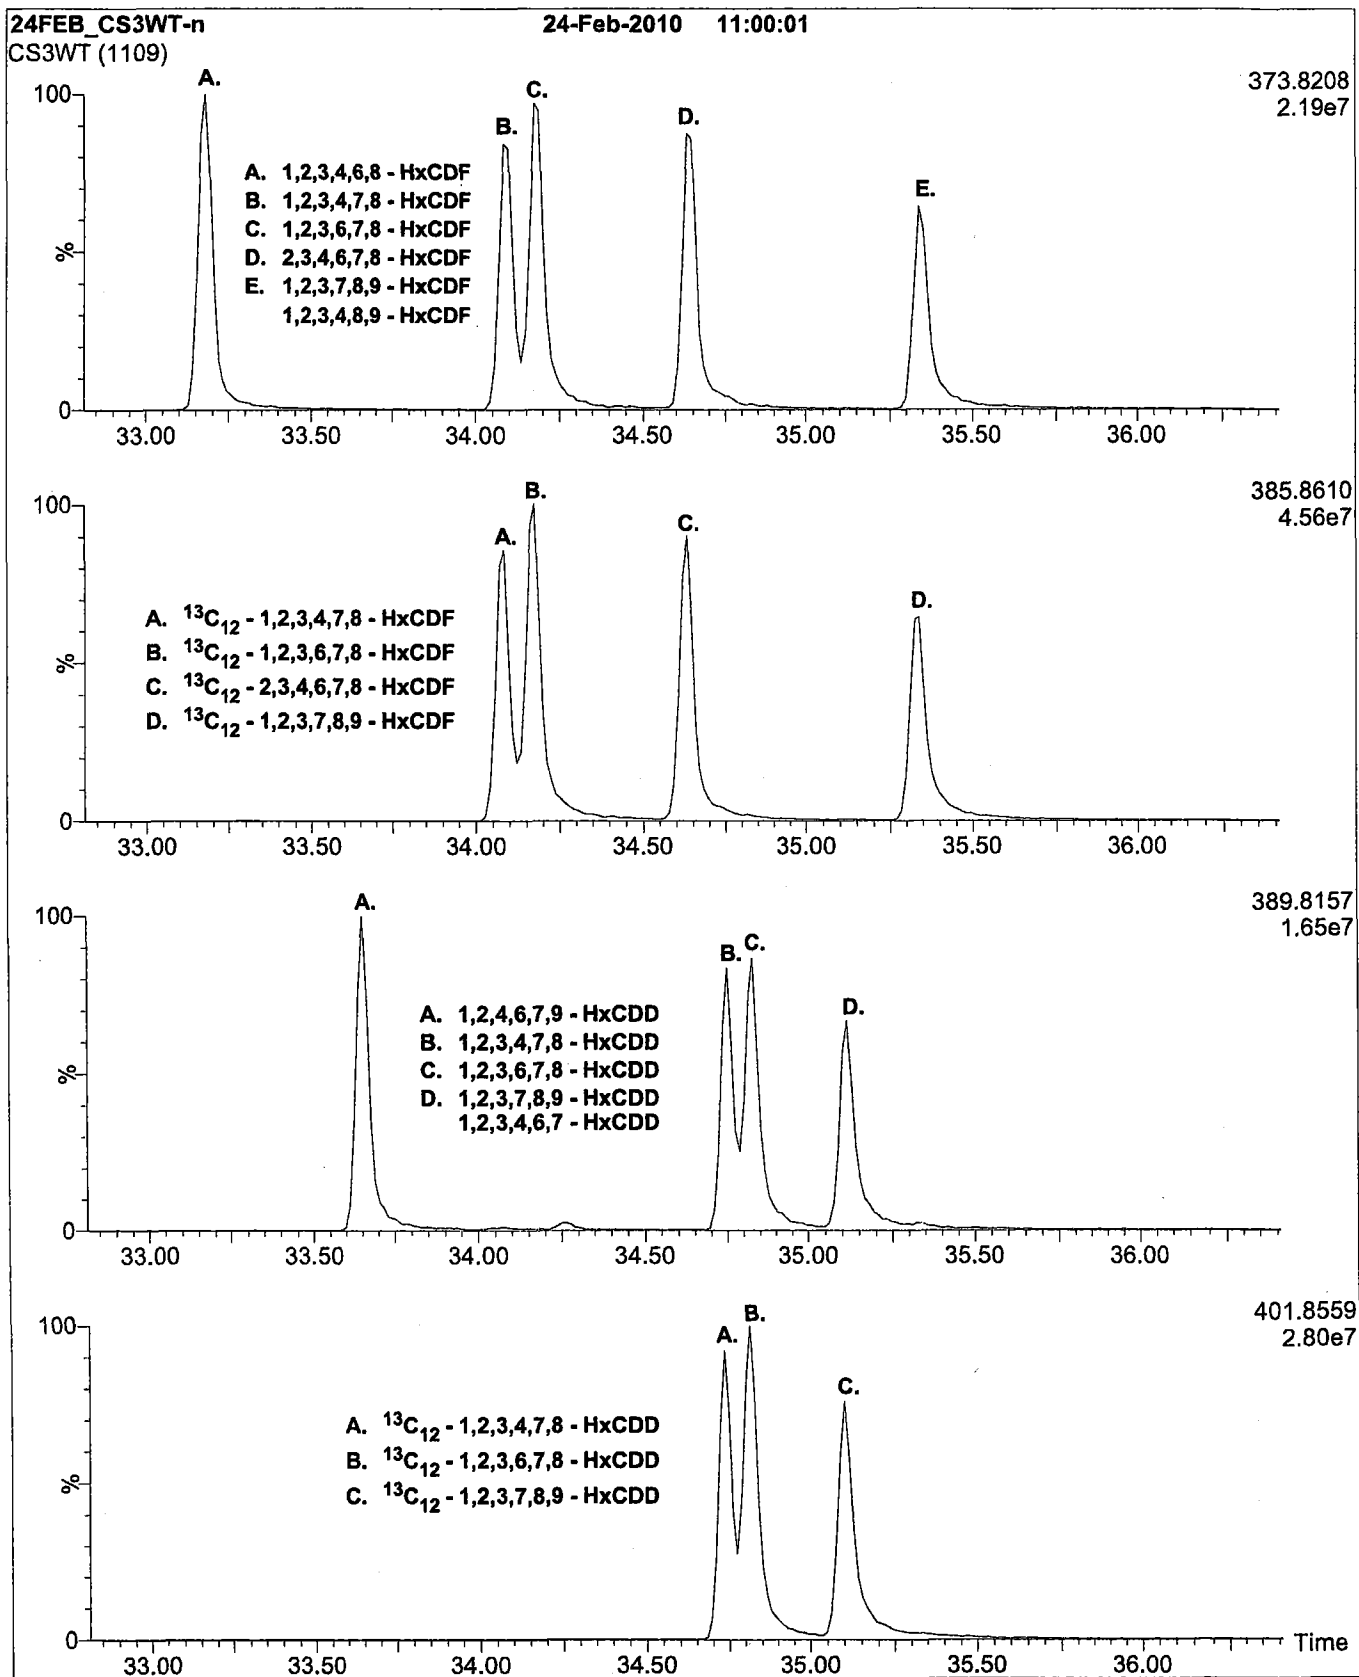 24FEB_CS3WT-n 24-Feb-2010 11:00:01
CS3WT (1109)
373.8208
2.19e7
100
%
0
A.
B.
C.
D.
E.
A. 1,2,3,4,6,8 - HxCDF
B. 1,2,3,4,7,8 - HxCDF
C. 1,2,3,6,7,8 - HxCDF
D. 2,3,4,6,7,8 - HxCDF
E. 1,2,3,7,8,9 - HxCDF
1,2,3,4,8,9 - HxCDF
33.00 33.50 34.00 34.50 35.00 35.50 36.00
385.8610
4.56e7
100
%
0
A.
B.
C.
D.
A. ¹³C₁₂ - 1,2,3,4,7,8 - HxCDF
B. ¹³C₁₂ - 1,2,3,6,7,8 - HxCDF
C. ¹³C₁₂ - 2,3,4,6,7,8 - HxCDF
D. ¹³C₁₂ - 1,2,3,7,8,9 - HxCDF
33.00 33.50 34.00 34.50 35.00 35.50 36.00
389.8157
1.65e7
100
%
0
A.
B.
C.
D.
A. 1,2,4,6,7,9 - HxCDD
B. 1,2,3,4,7,8 - HxCDD
C. 1,2,3,6,7,8 - HxCDD
D. 1,2,3,7,8,9 - HxCDD
1,2,3,4,6,7 - HxCDD
33.00 33.50 34.00 34.50 35.00 35.50 36.00
401.8559
2.80e7
100
%
0
A.
B.
C.
A. ¹³C₁₂ - 1,2,3,4,7,8 - HxCDD
B. ¹³C₁₂ - 1,2,3,6,7,8 - HxCDD
C. ¹³C₁₂ - 1,2,3,7,8,9 - HxCDD
Time
33.00 33.50 34.00 34.50 35.00 35.50 36.00